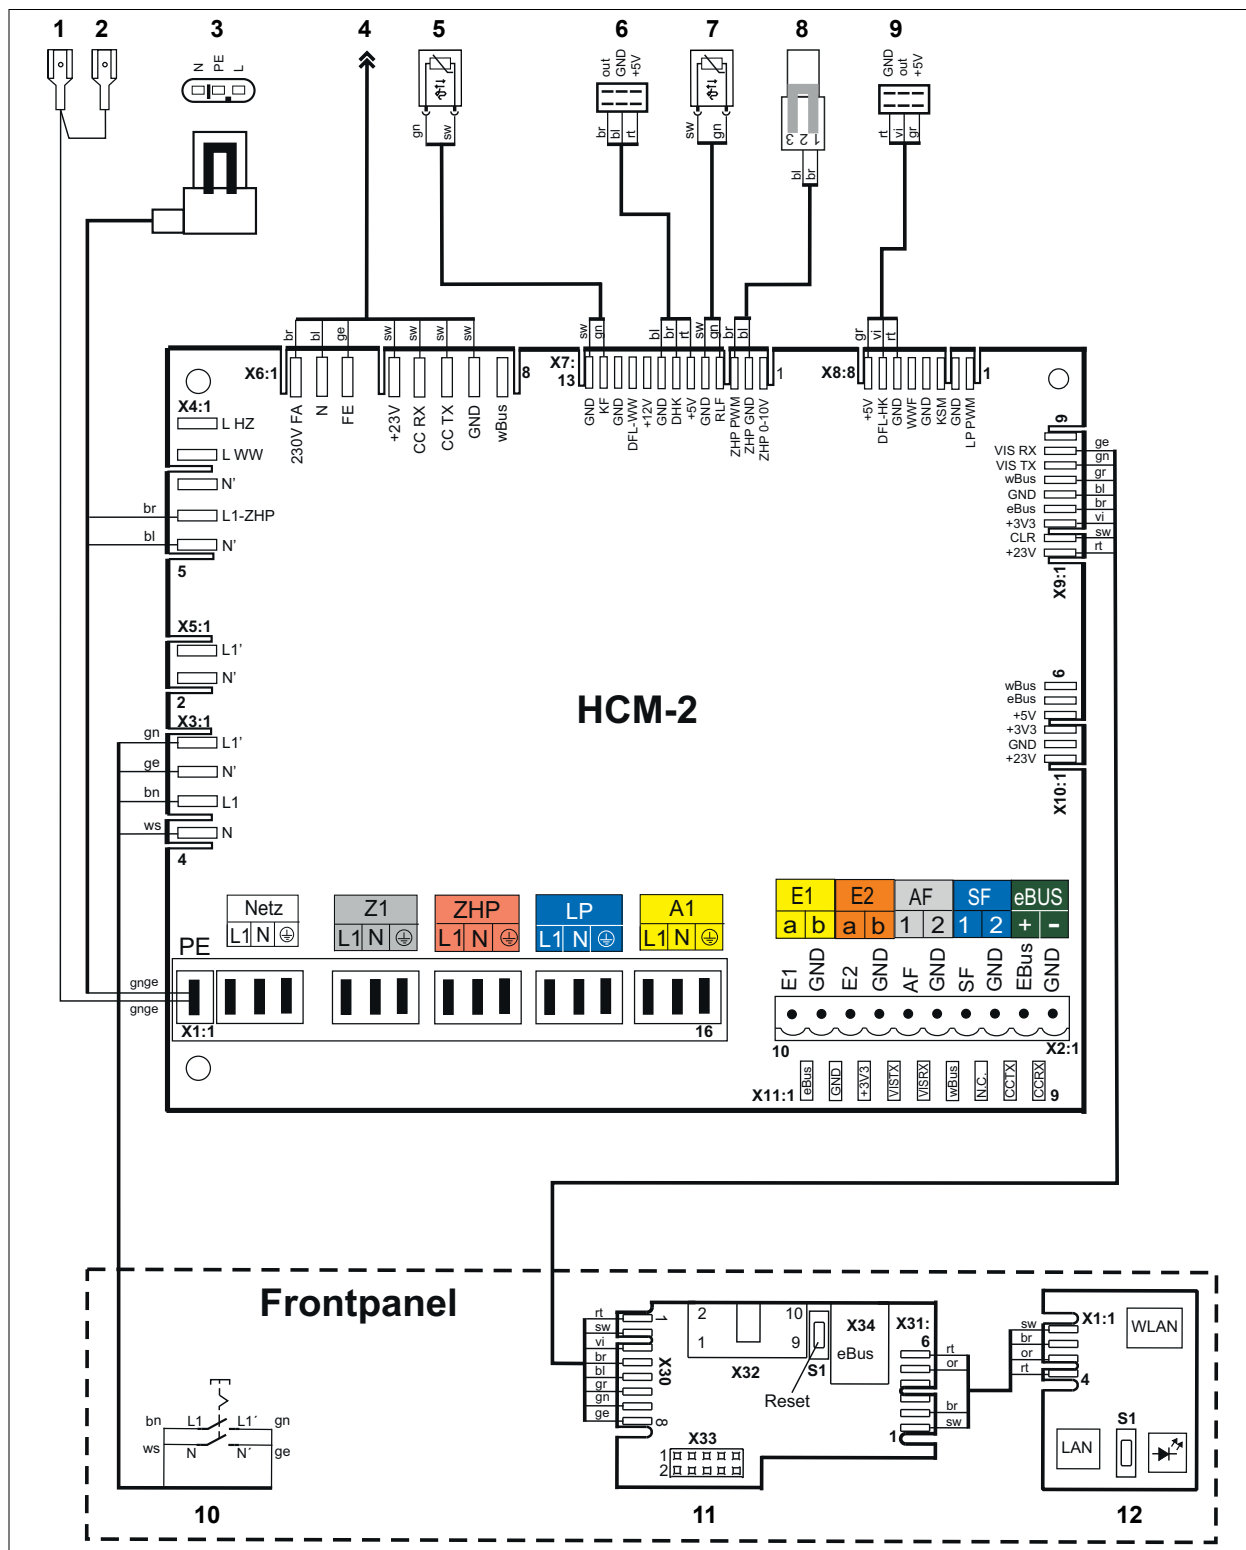 1 2 3 4 5 6 7 8 9
N PE L
out GND +5V
GND out +5V
gn sw
br bl rt
sw gn
1 2 3
rt vi gr
bl br
br bl ge sw sw sw sw
sw gn
bl br rt sw gn br bl
gr vi rt
X6:1
8
X7:
13
1
X8:8
1
230V FA
N
FE
+23V
CC RX
CC TX
GND
wBus
GND
KF
GND
DFL-WW
+12V
GND
DHK
+5V
GND
RLF
ZHP PWM
ZHP GND
ZHP 0-10V
+5V
DFL-HK
GND
WWF
GND
KSM
GND
LP PWM
X4:1
L HZ
L WW
N'
br L1-ZHP
bl N'
5
9
VIS RX ge
VIS TX gn
wBus gr
GND bl
eBus br
+3V3 vi
CLR sw
+23V rt
X9:1
X5:1
L1'
N'
2
X3:1
gn L1'
ge N'
bn L1
ws N
4
HCM-2
6
wBus
eBus
+5V
+3V3
GND
+23V
X10:1
Netz
L1 N
Z1
L1 N
ZHP
L1 N
LP
L1 N
A1
L1 N
E1 E2 AF SF eBUS
a b a b 1 2 1 2 + -
PE
E1 GND E2 GND AF GND SF GND EBus GND
gnge
gnge
X1:1
16
10
X2:1
X11:1 eBus GND +3V3 VISTX VISRX wBus N.C. CCTX CCRX 9
Frontpanel
bn L1 L1´ gn
ws N N´ ge
10
rt
sw
vi
br
bl
gr
gn
ge
1
X30
8
2 10
1 9
X32
S1
Reset
X34
eBus
X31:
6
rt
or
br
sw
1
X33
1
2
11
sw
br
or
rt
X1:1
4
WLAN
LAN
S1
12